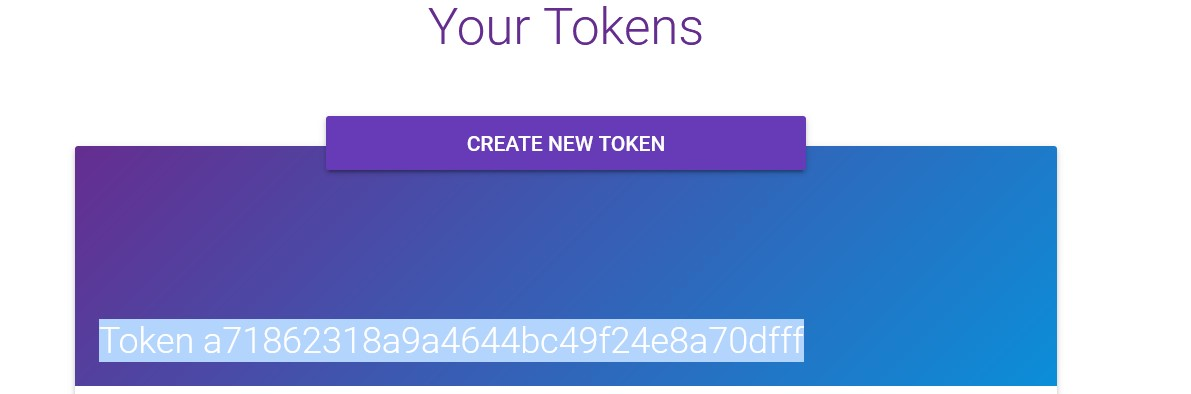 Your Tokens
CREATE NEW TOKEN
Token a71862318a9a4644bc49f24e8a70dfff